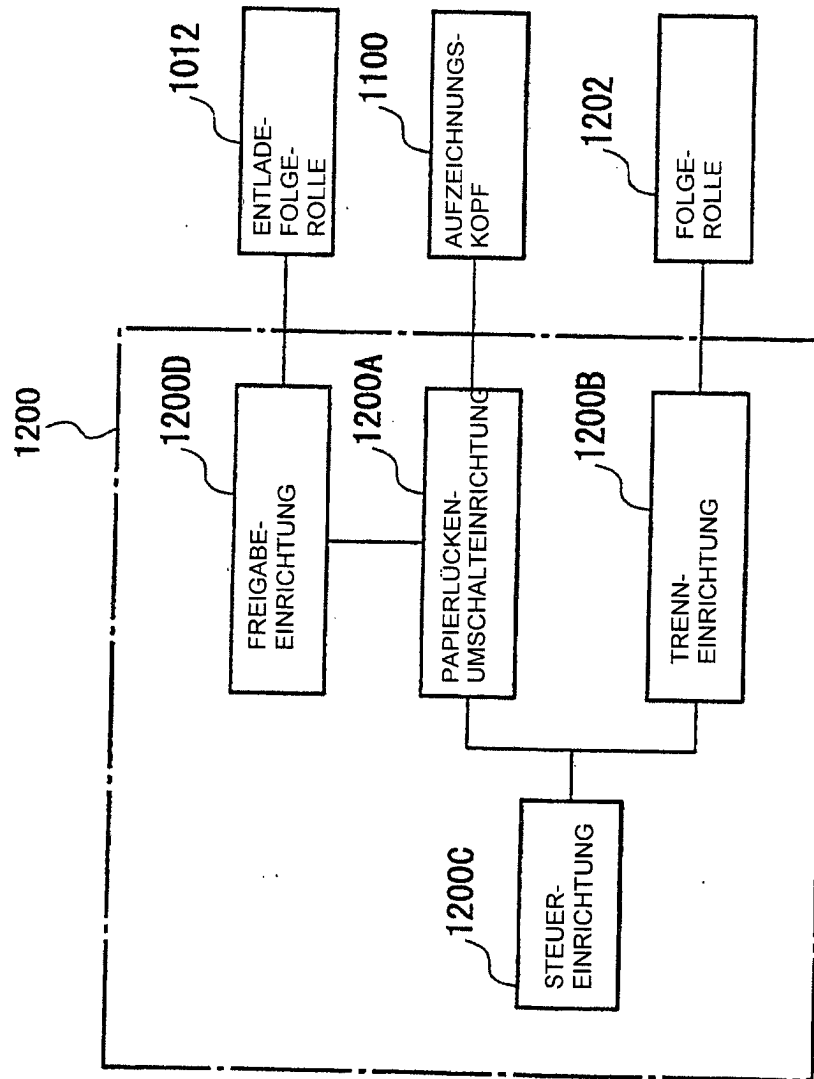 1200
1200D
FREIGABE-
EINRICHTUNG
1012
ENTLADE-
FOLGE-
ROLLE
1200A
PAPIERLÜCKEN-
UMSCHALTEINRICHTUNG
1100
AUFZEICHNUNGS-
KOPF
1200C
STEUER-
EINRICHTUNG
1200B
TRENN-
EINRICHTUNG
1202
FOLGE-
ROLLE